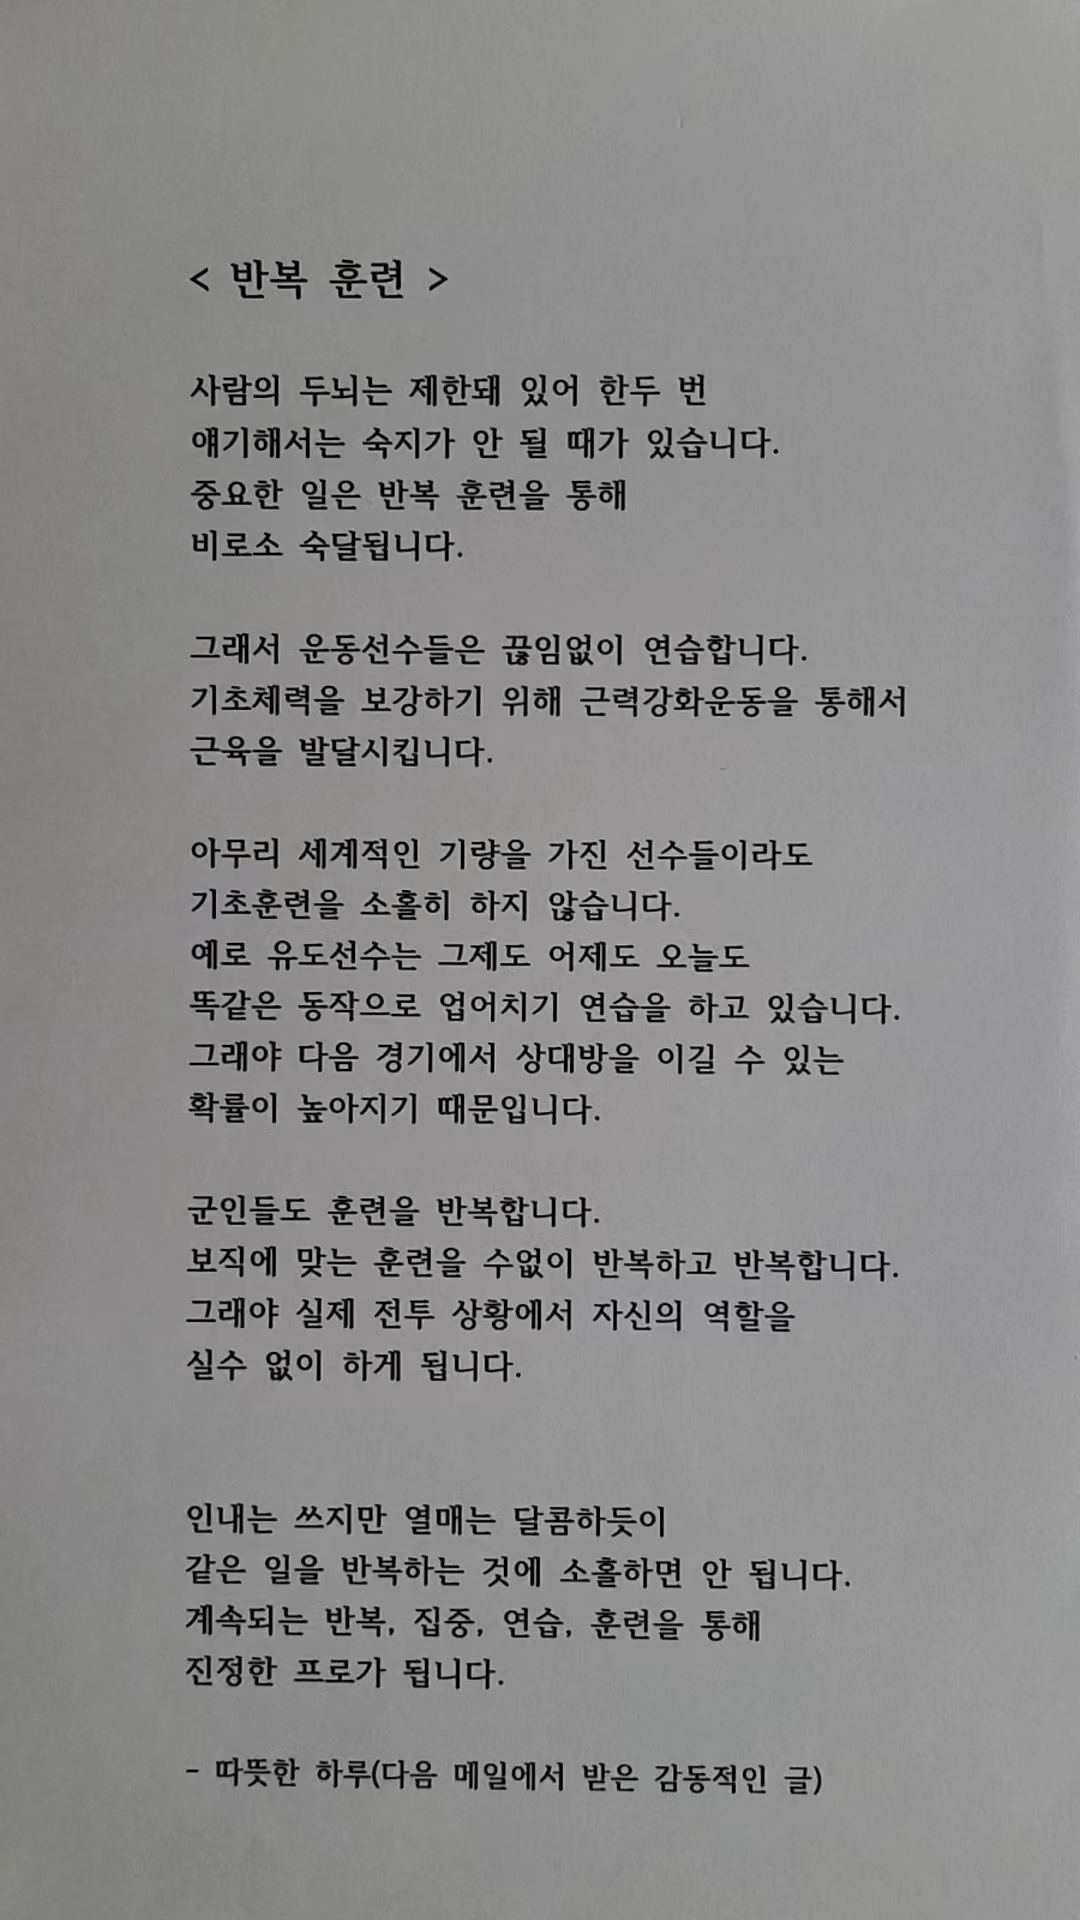 < 반복 훈련 >
사람의 두뇌는 제한돼 있어 한두 번
얘기해서는 숙지가 안 될 때가 있습니다.
중요한 일은 반복 훈련을 통해
비로소 숙달됩니다.
그래서 운동선수들은 끊임없이 연습합니다.
기초체력을 보강하기 위해 근력강화운동을 통해서
근육을 발달시킵니다.
아무리 세계적인 기량을 가진 선수들이라도
기초훈련을 소홀히 하지 않습니다.
예로 유도선수는 그제도 어제도 오늘도
똑같은 동작으로 업어치기 연습을 하고 있습니다.
그래야 다음 경기에서 상대방을 이길 수 있는
확률이 높아지기 때문입니다.
군인들도 훈련을 반복합니다.
보직에 맞는 훈련을 수없이 반복하고 반복합니다.
그래야 실제 전투 상황에서 자신의 역할을
실수 없이 하게 됩니다.
인내는 쓰지만 열매는 달콤하듯이
같은 일을 반복하는 것에 소홀하면 안 됩니다.
계속되는 반복, 집중, 연습, 훈련을 통해
진정한 프로가 됩니다.
- 따뜻한 하루(다음 메일에서 받은 감동적인 글)